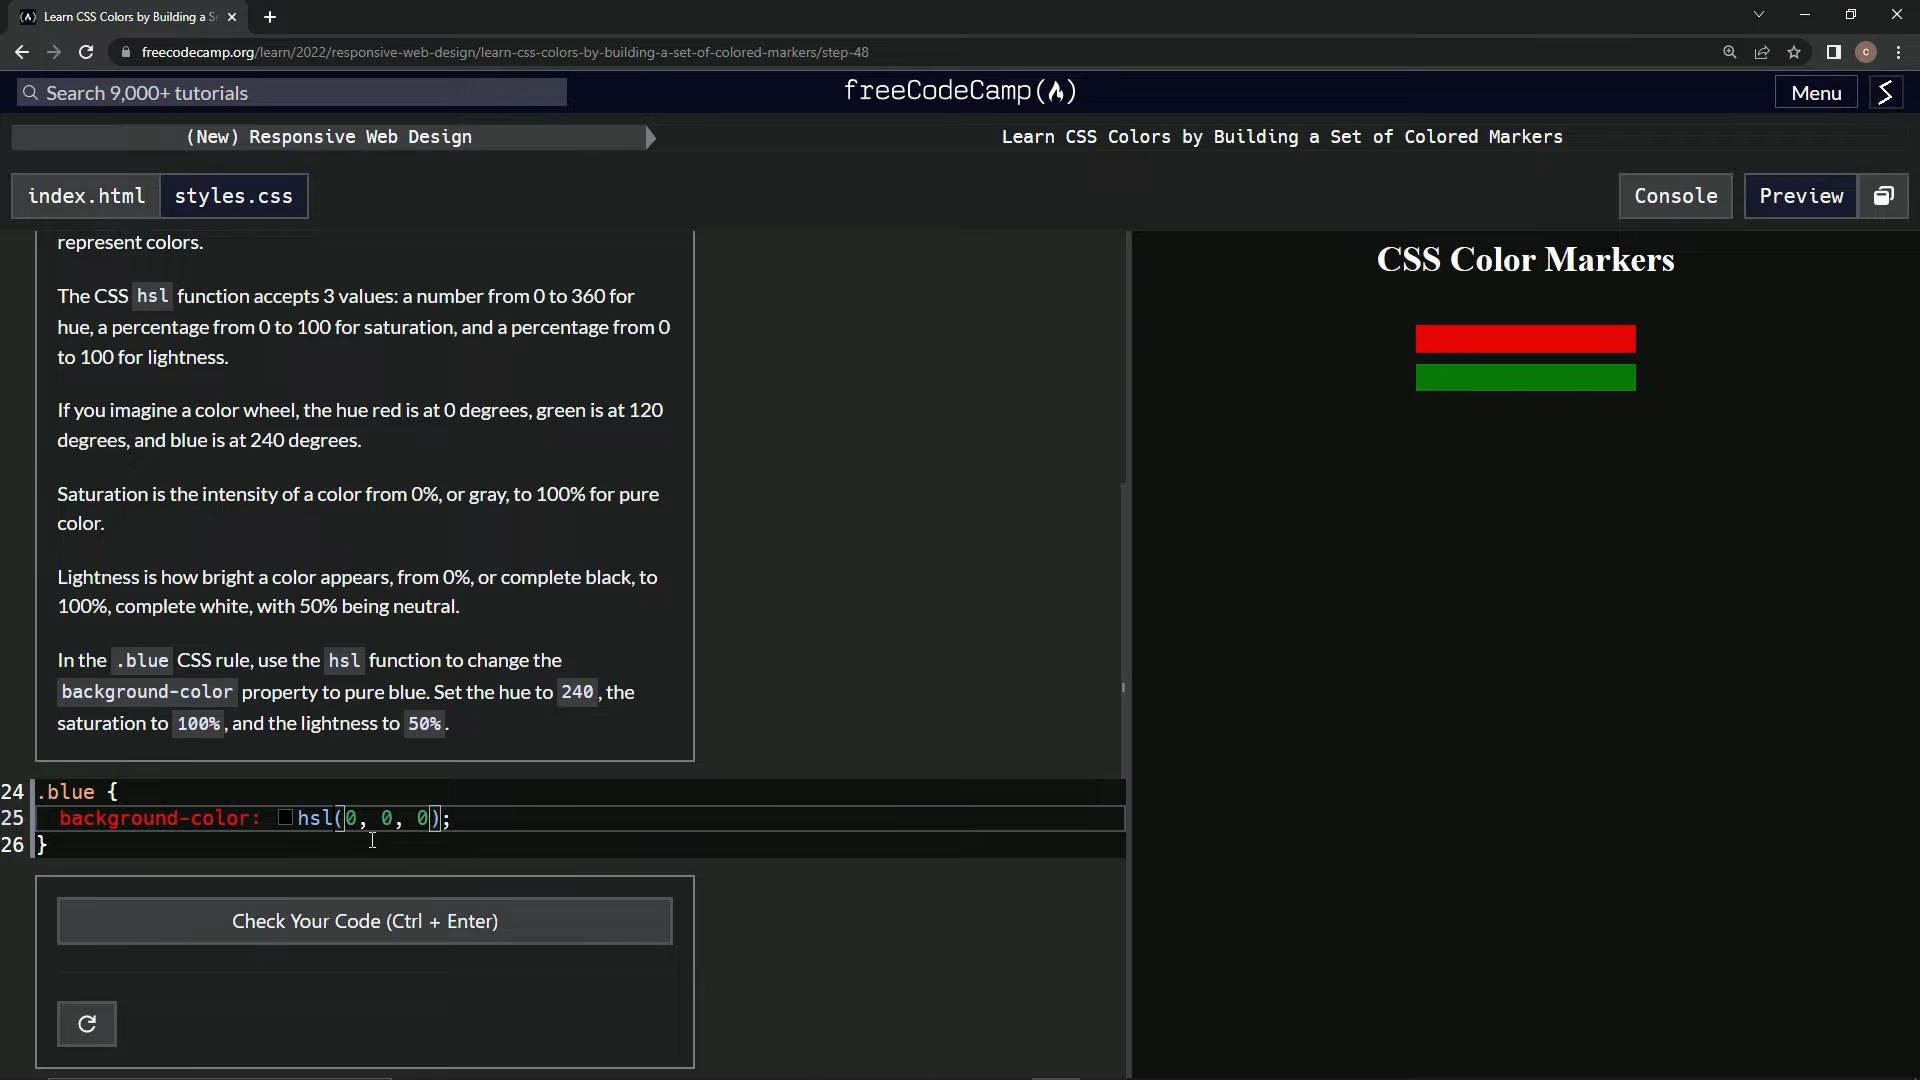 Learn CSS Colors by Building a S
freecodecamp.org/learn/2022/responsive-web-design/learn-css-colors-by-building-a-set-of-colored-markers/step-48
C
Search 9,000+ tutorials
freeCodeCamp
Menu
(New) Responsive Web Design
Learn CSS Colors by Building a Set of Colored Markers
index.html
styles.css
Console
Preview
represent colors.
The CSS hsl function accepts 3 values: a number from 0 to 360 for
hue, a percentage from 0 to 100 for saturation, and a percentage from 0
to 100 for lightness.
If you imagine a color wheel, the hue red is at 0 degrees, green is at 120
degrees, and blue is at 240 degrees.
Saturation is the intensity of a color from 0%, or gray, to 100% for pure
color.
Lightness is how bright a color appears, from 0%, or complete black, to
100%, complete white, with 50% being neutral.
In the .blue CSS rule, use the hsl function to change the
background-color property to pure blue. Set the hue to 240, the
saturation to 100%, and the lightness to 50%.
24 .blue {
25 background-color: hsl(0, 0, 0);
26 }
Check Your Code (Ctrl + Enter)
CSS Color Markers